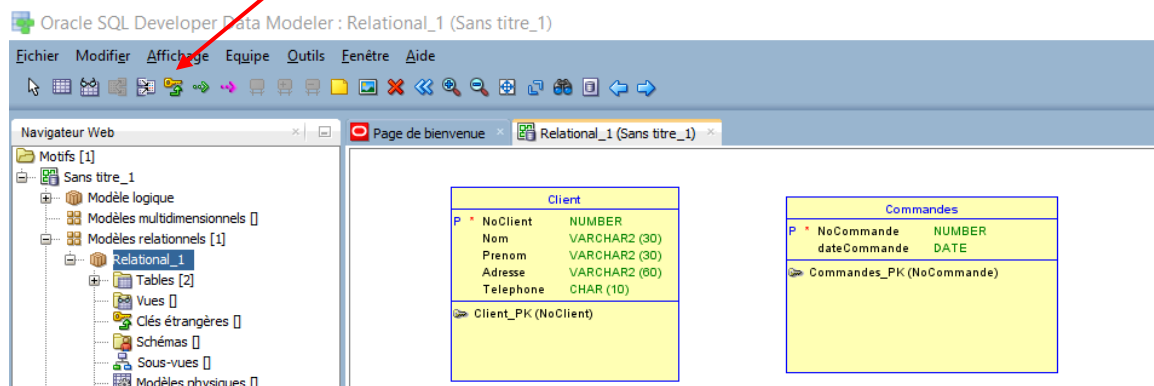 Oracle SQL Developer Data Modeler : Relational_1 (Sans titre_1)
Fichier Modifier Affichage Equipe Outils Fenêtre Aide
Navigateur Web
Page de bienvenue
Relational_1 (Sans titre_1)
Motifs [1]
Sans titre_1
Modèle logique
Modèles multidimensionnels []
Modèles relationnels [1]
Relational_1
Tables [2]
Vues []
Clés étrangères []
Schémas []
Sous-vues []
Modèles physiques []
Client
P * NoClient NUMBER
Nom VARCHAR2 (30)
Prenom VARCHAR2 (30)
Adresse VARCHAR2 (60)
Telephone CHAR (10)
Client_PK (NoClient)
Commandes
P * NoCommande NUMBER
dateCommande DATE
Commandes_PK (NoCommande)